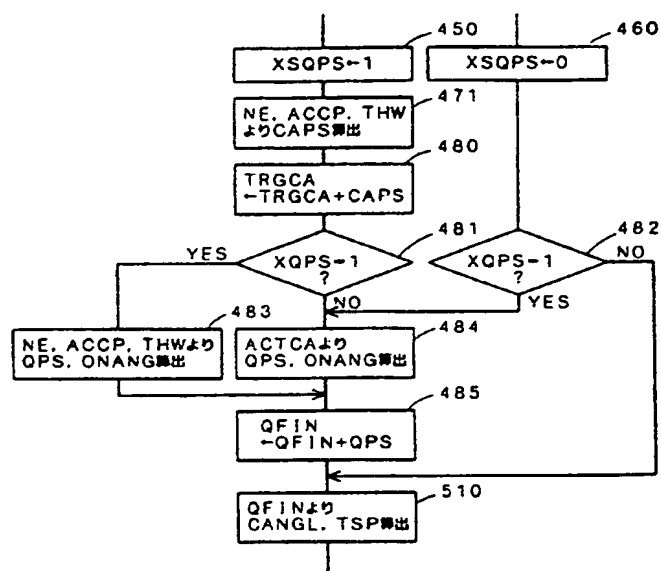 450
XSQPS←1
460
XSQPS←0
471
NE. ACCP. THW
よりCAPS算出
480
TRGCA
←TRGCA+CAPS
481
XQPS=1
?
YES
NO
482
XQPS=1
?
NO
YES
483
NE. ACCP. THWより
QPS. ONANG算出
484
ACTCAより
QPS. ONANG算出
485
QFIN
←QFIN+QPS
510
QFINより
CANGL. TSP算出